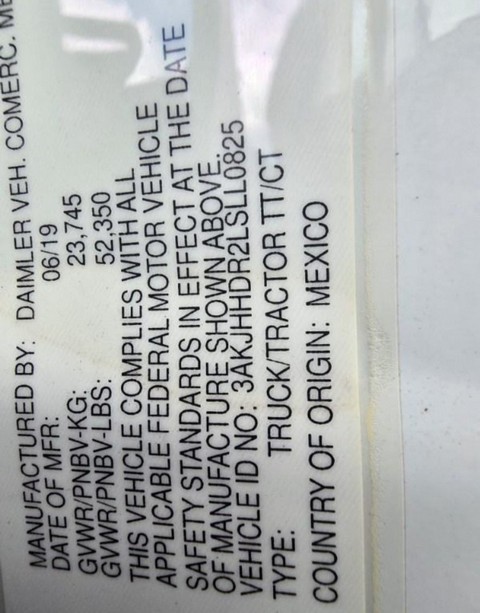 MANUFACTURED BY: DAIMLER VEH. COMERC. ME
DATE OF MFR: 06/19
GVWR/PNBV-KG: 23,745
GVWR/PNBV-LBS: 52,350
THIS VEHICLE COMPLIES WITH ALL
APPLICABLE FEDERAL MOTOR VEHICLE
SAFETY STANDARDS IN EFFECT AT THE DATE
OF MANUFACTURE SHOWN ABOVE.
VEHICLE ID NO: 3AKJHHDR2LSLL0825
TYPE: TRUCK/TRACTOR TT/CT
COUNTRY OF ORIGIN: MEXICO